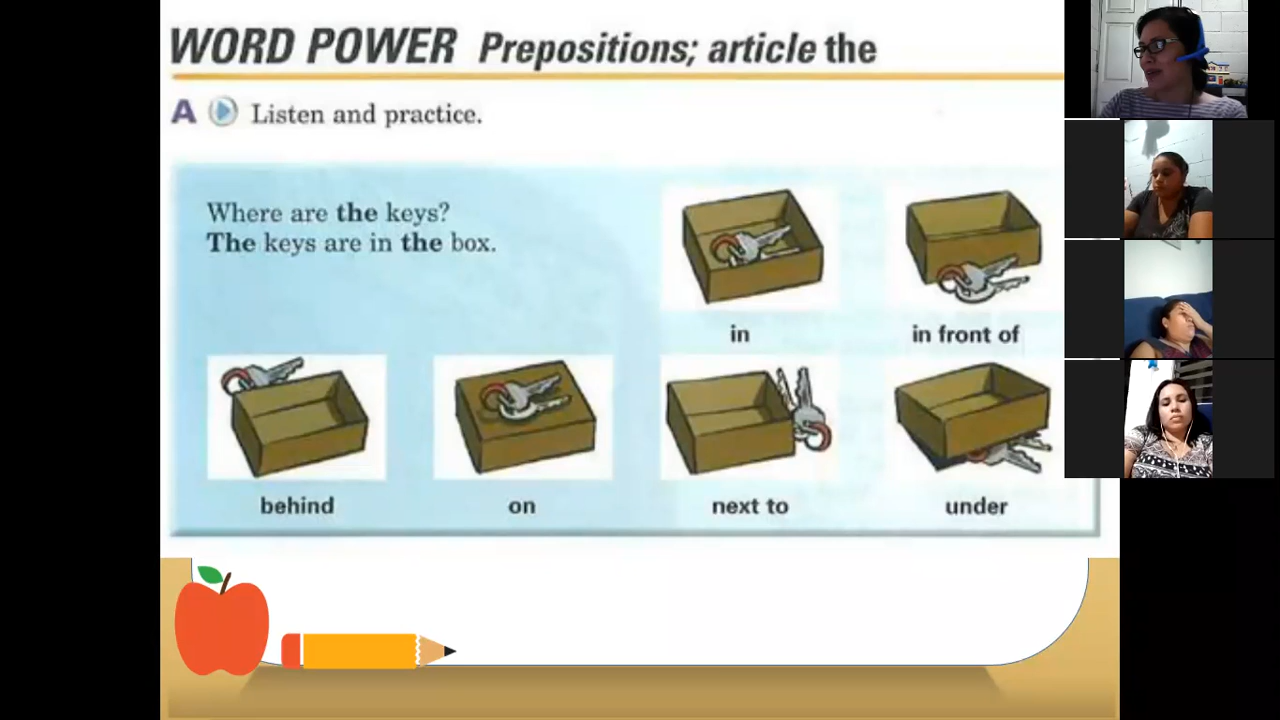 WORD POWER Prepositions; article the
A Listen and practice.
Where are the keys?
The keys are in the box.
in
in front of
behind
on
next to
under